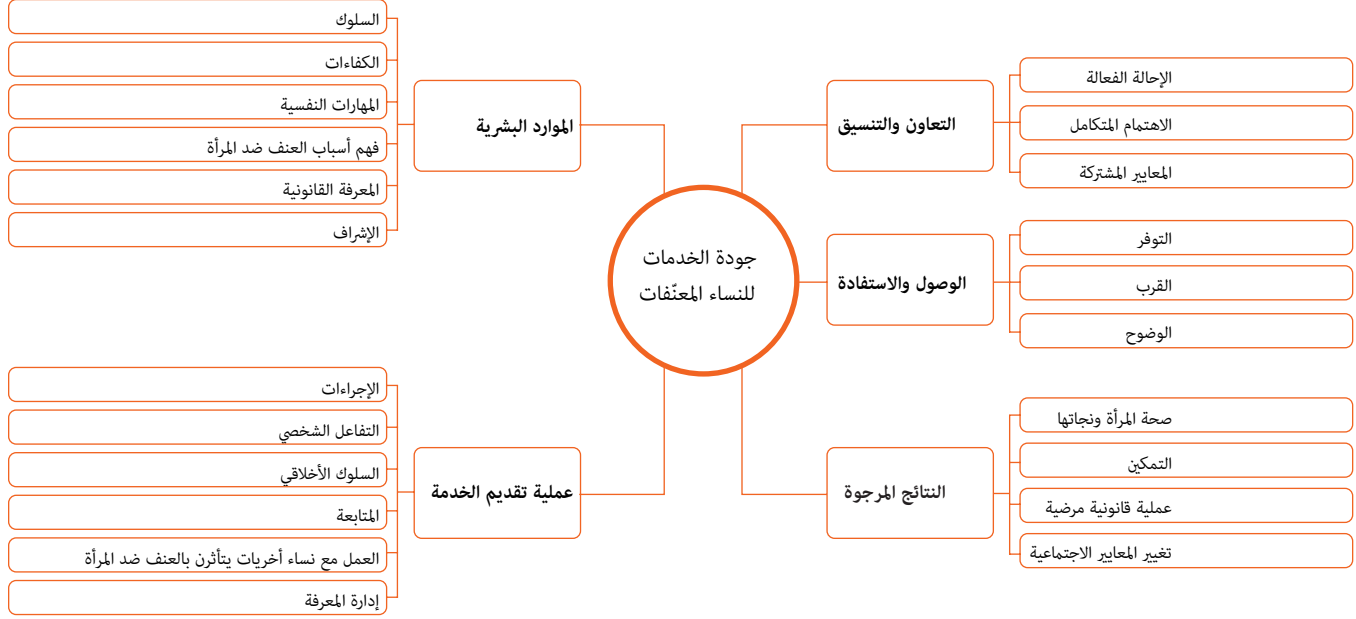 جودة الخدمات
للنساء المعنّفات
التعاون والتنسيق
الإحالة الفعالة
الاهتمام المتكامل
المعايير المشتركة
الوصول والاستفادة
التوفر
القرب
الوضوح
النتائج المرجوة
صحة المرأة ونجاتها
التمكين
عملية قانونية مرضية
تغيير المعايير الاجتماعية
الموارد البشرية
السلوك
الكفاءات
المهارات النفسية
فهم أسباب العنف ضد المرأة
المعرفة القانونية
الإشراف
عملية تقديم الخدمة
الإجراءات
التفاعل الشخصي
السلوك الأخلاقي
المتابعة
العمل مع نساء أخريات يتأثرن بالعنف ضد المرأة
إدارة المعرفة